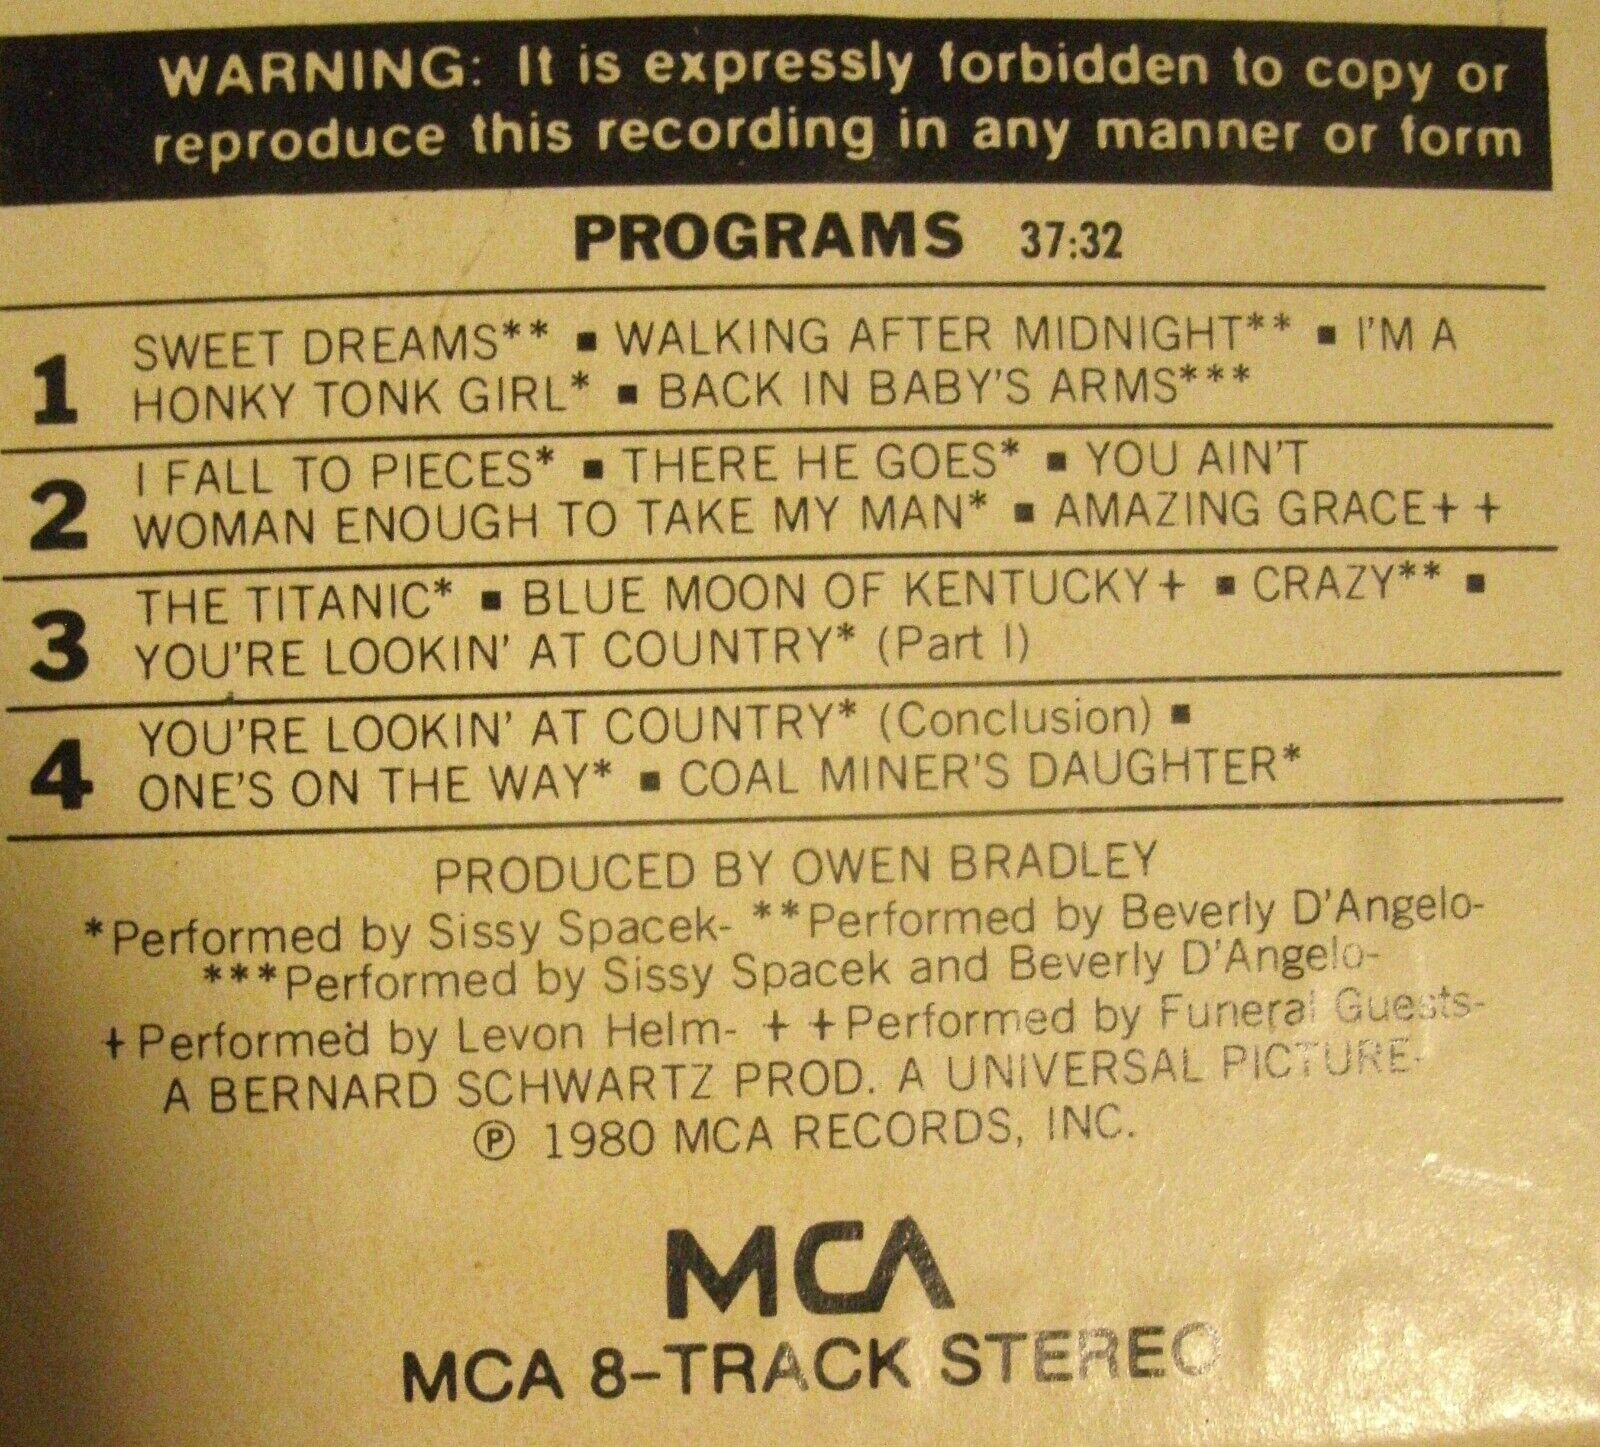 WARNING: It is expressly forbidden to copy or
reproduce this recording in any manner or form
PROGRAMS 37:32
1 SWEET DREAMS** ■ WALKING AFTER MIDNIGHT** ■ I'M A
HONKY TONK GIRL* ■ BACK IN BABY'S ARMS***
2 I FALL TO PIECES* ■ THERE HE GOES* ■ YOU AIN'T
WOMAN ENOUGH TO TAKE MY MAN* ■ AMAZING GRACE++
3 THE TITANIC* ■ BLUE MOON OF KENTUCKY+ ■ CRAZY** ■
YOU'RE LOOKIN' AT COUNTRY* (Part I)
4 YOU'RE LOOKIN' AT COUNTRY* (Conclusion) ■
ONE'S ON THE WAY* ■ COAL MINER'S DAUGHTER*
PRODUCED BY OWEN BRADLEY
*Performed by Sissy Spacek- **Performed by Beverly D'Angelo-
***Performed by Sissy Spacek and Beverly D'Angelo-
+Performed by Levon Helm- ++Performed by Funeral Guests-
A BERNARD SCHWARTZ PROD. A UNIVERSAL PICTURE-
℗ 1980 MCA RECORDS, INC.
MCA
MCA 8-TRACK STEREO